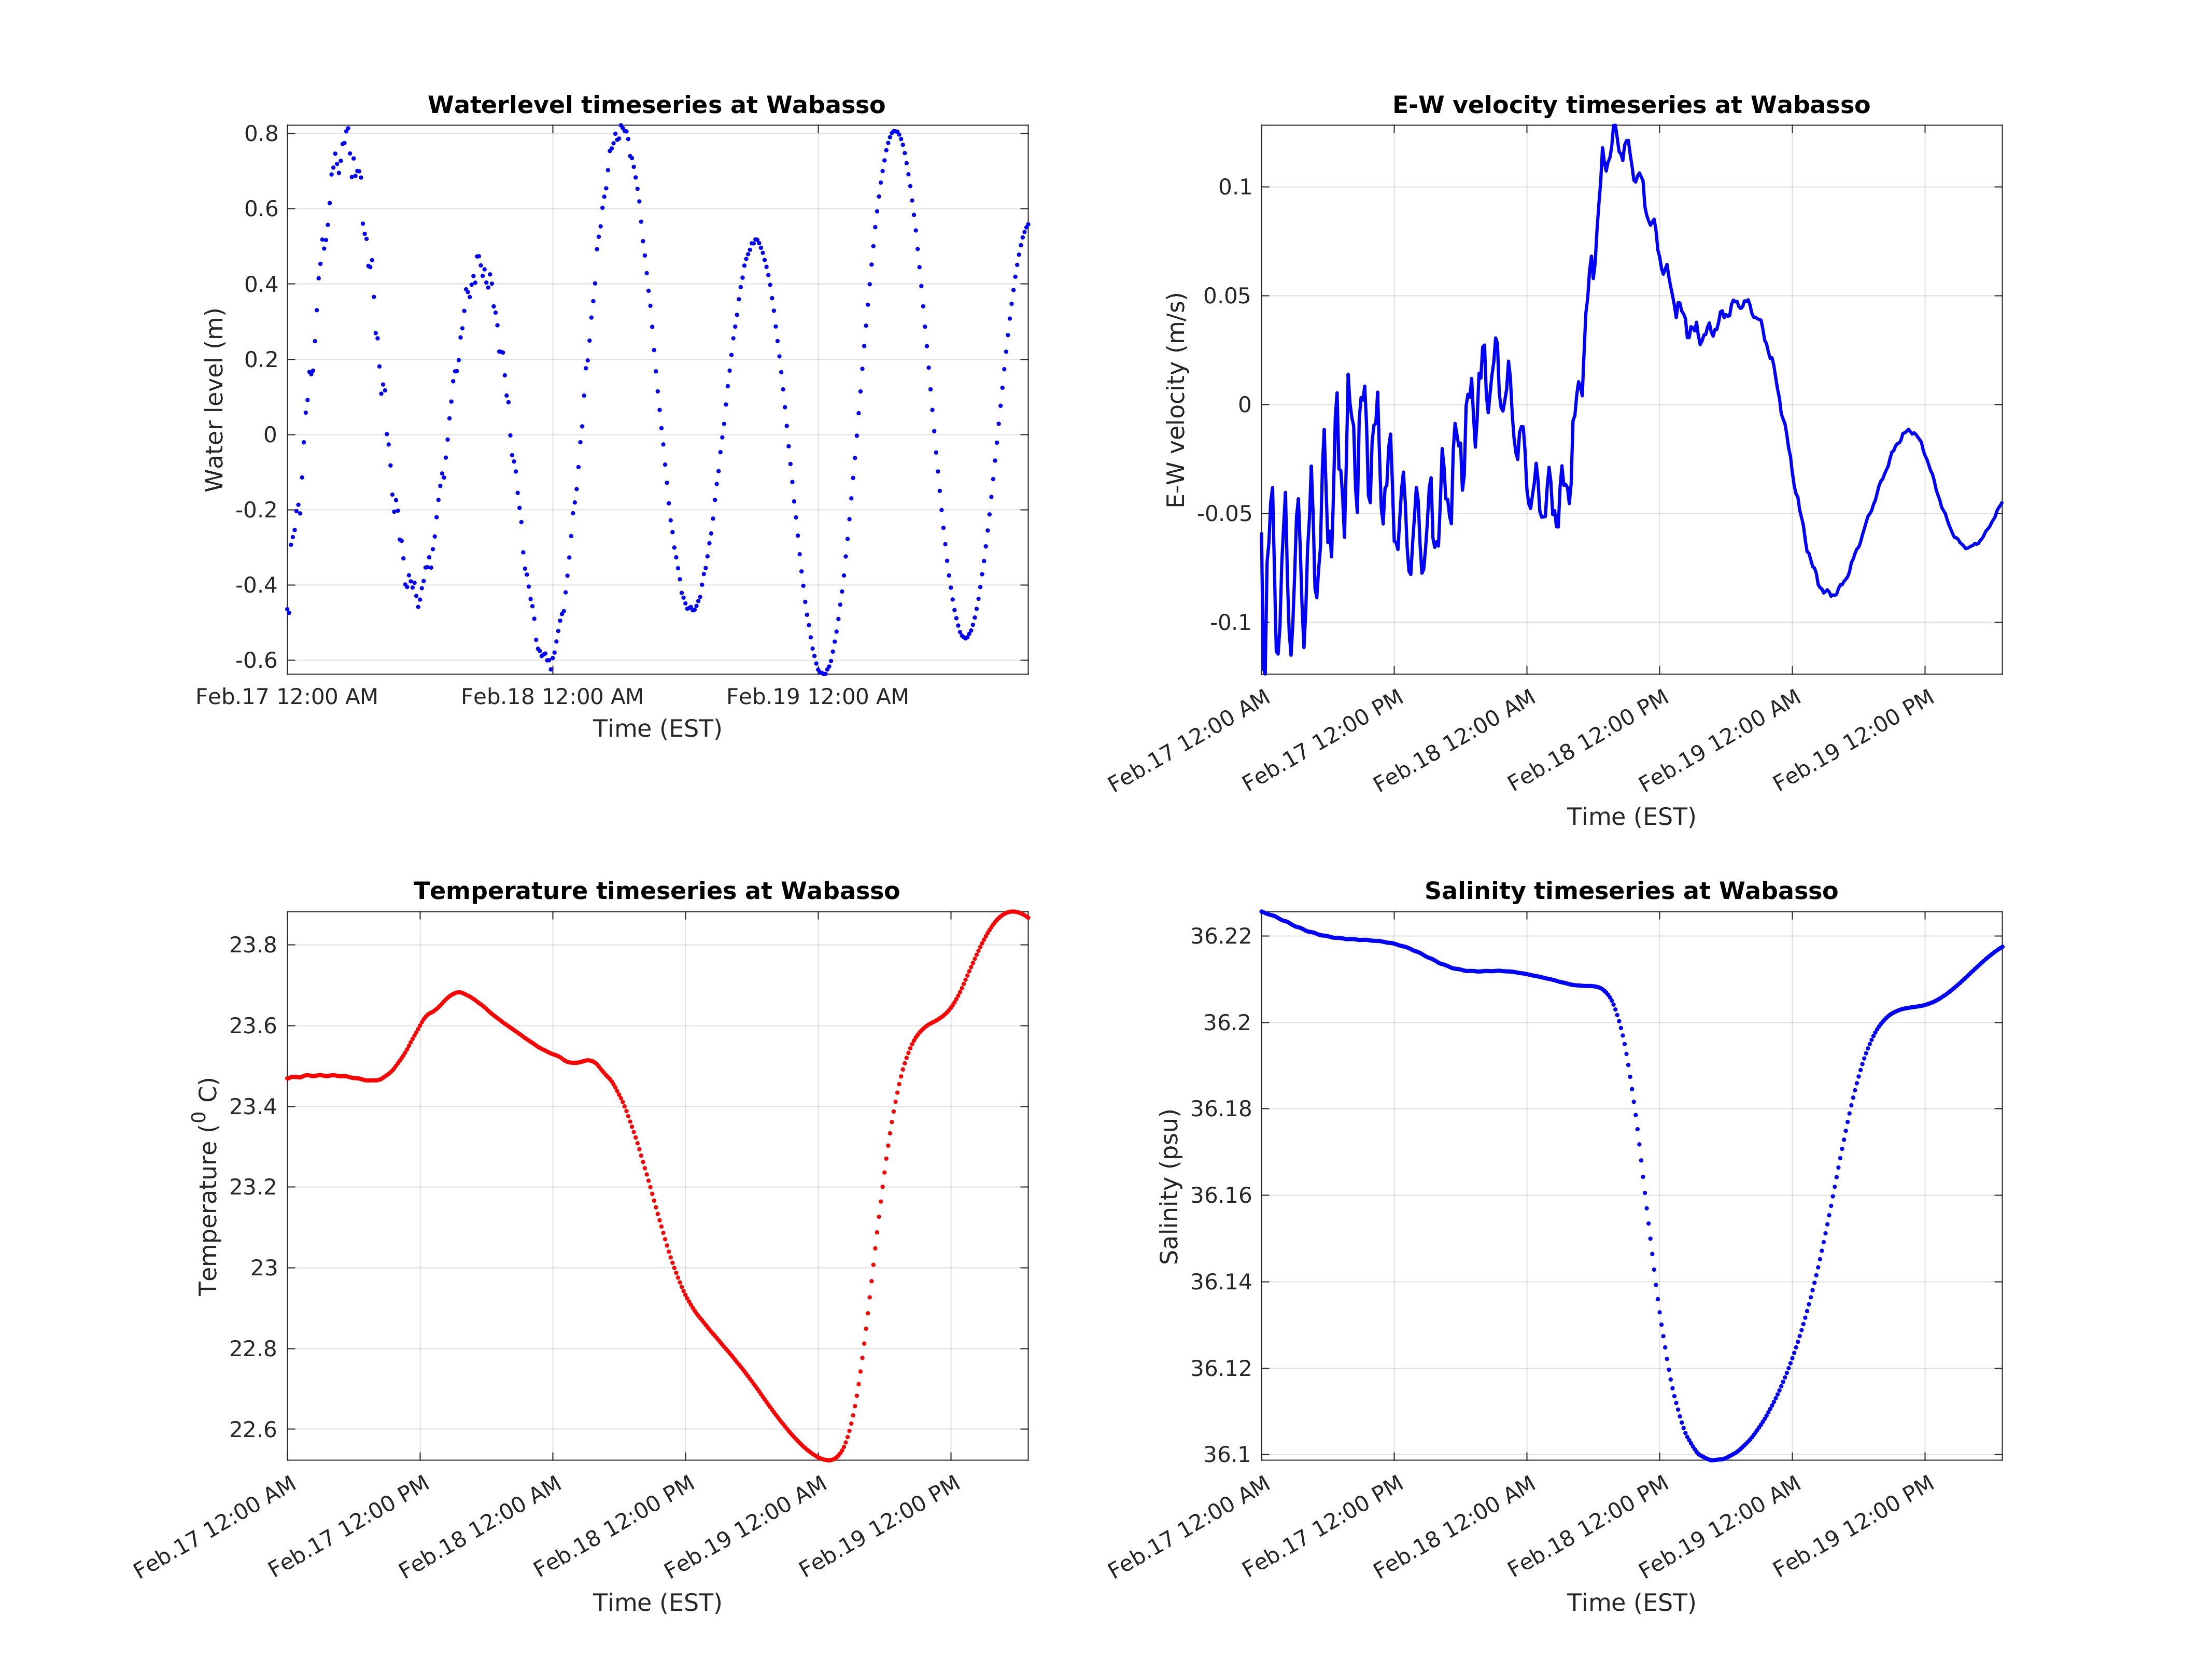 Waterlevel timeseries at Wabasso
0.8
0.6
0.4
0.2
0
-0.2
-0.4
-0.6
Water level (m)
Feb.17 12:00 AM
Feb.18 12:00 AM
Feb.19 12:00 AM
Time (EST)
E-W velocity timeseries at Wabasso
0.1
0.05
0
-0.05
-0.1
E-W velocity (m/s)
Feb.17 12:00 AM
Feb.17 12:00 PM
Feb.18 12:00 AM
Feb.18 12:00 PM
Feb.19 12:00 AM
Feb.19 12:00 PM
Time (EST)
Temperature timeseries at Wabasso
23.8
23.6
23.4
23.2
23
22.8
22.6
Temperature (⁰ C)
Feb.17 12:00 AM
Feb.17 12:00 PM
Feb.18 12:00 AM
Feb.18 12:00 PM
Feb.19 12:00 AM
Feb.19 12:00 PM
Time (EST)
Salinity timeseries at Wabasso
36.22
36.2
36.18
36.16
36.14
36.12
36.1
Salinity (psu)
Feb.17 12:00 AM
Feb.17 12:00 PM
Feb.18 12:00 AM
Feb.18 12:00 PM
Feb.19 12:00 AM
Feb.19 12:00 PM
Time (EST)